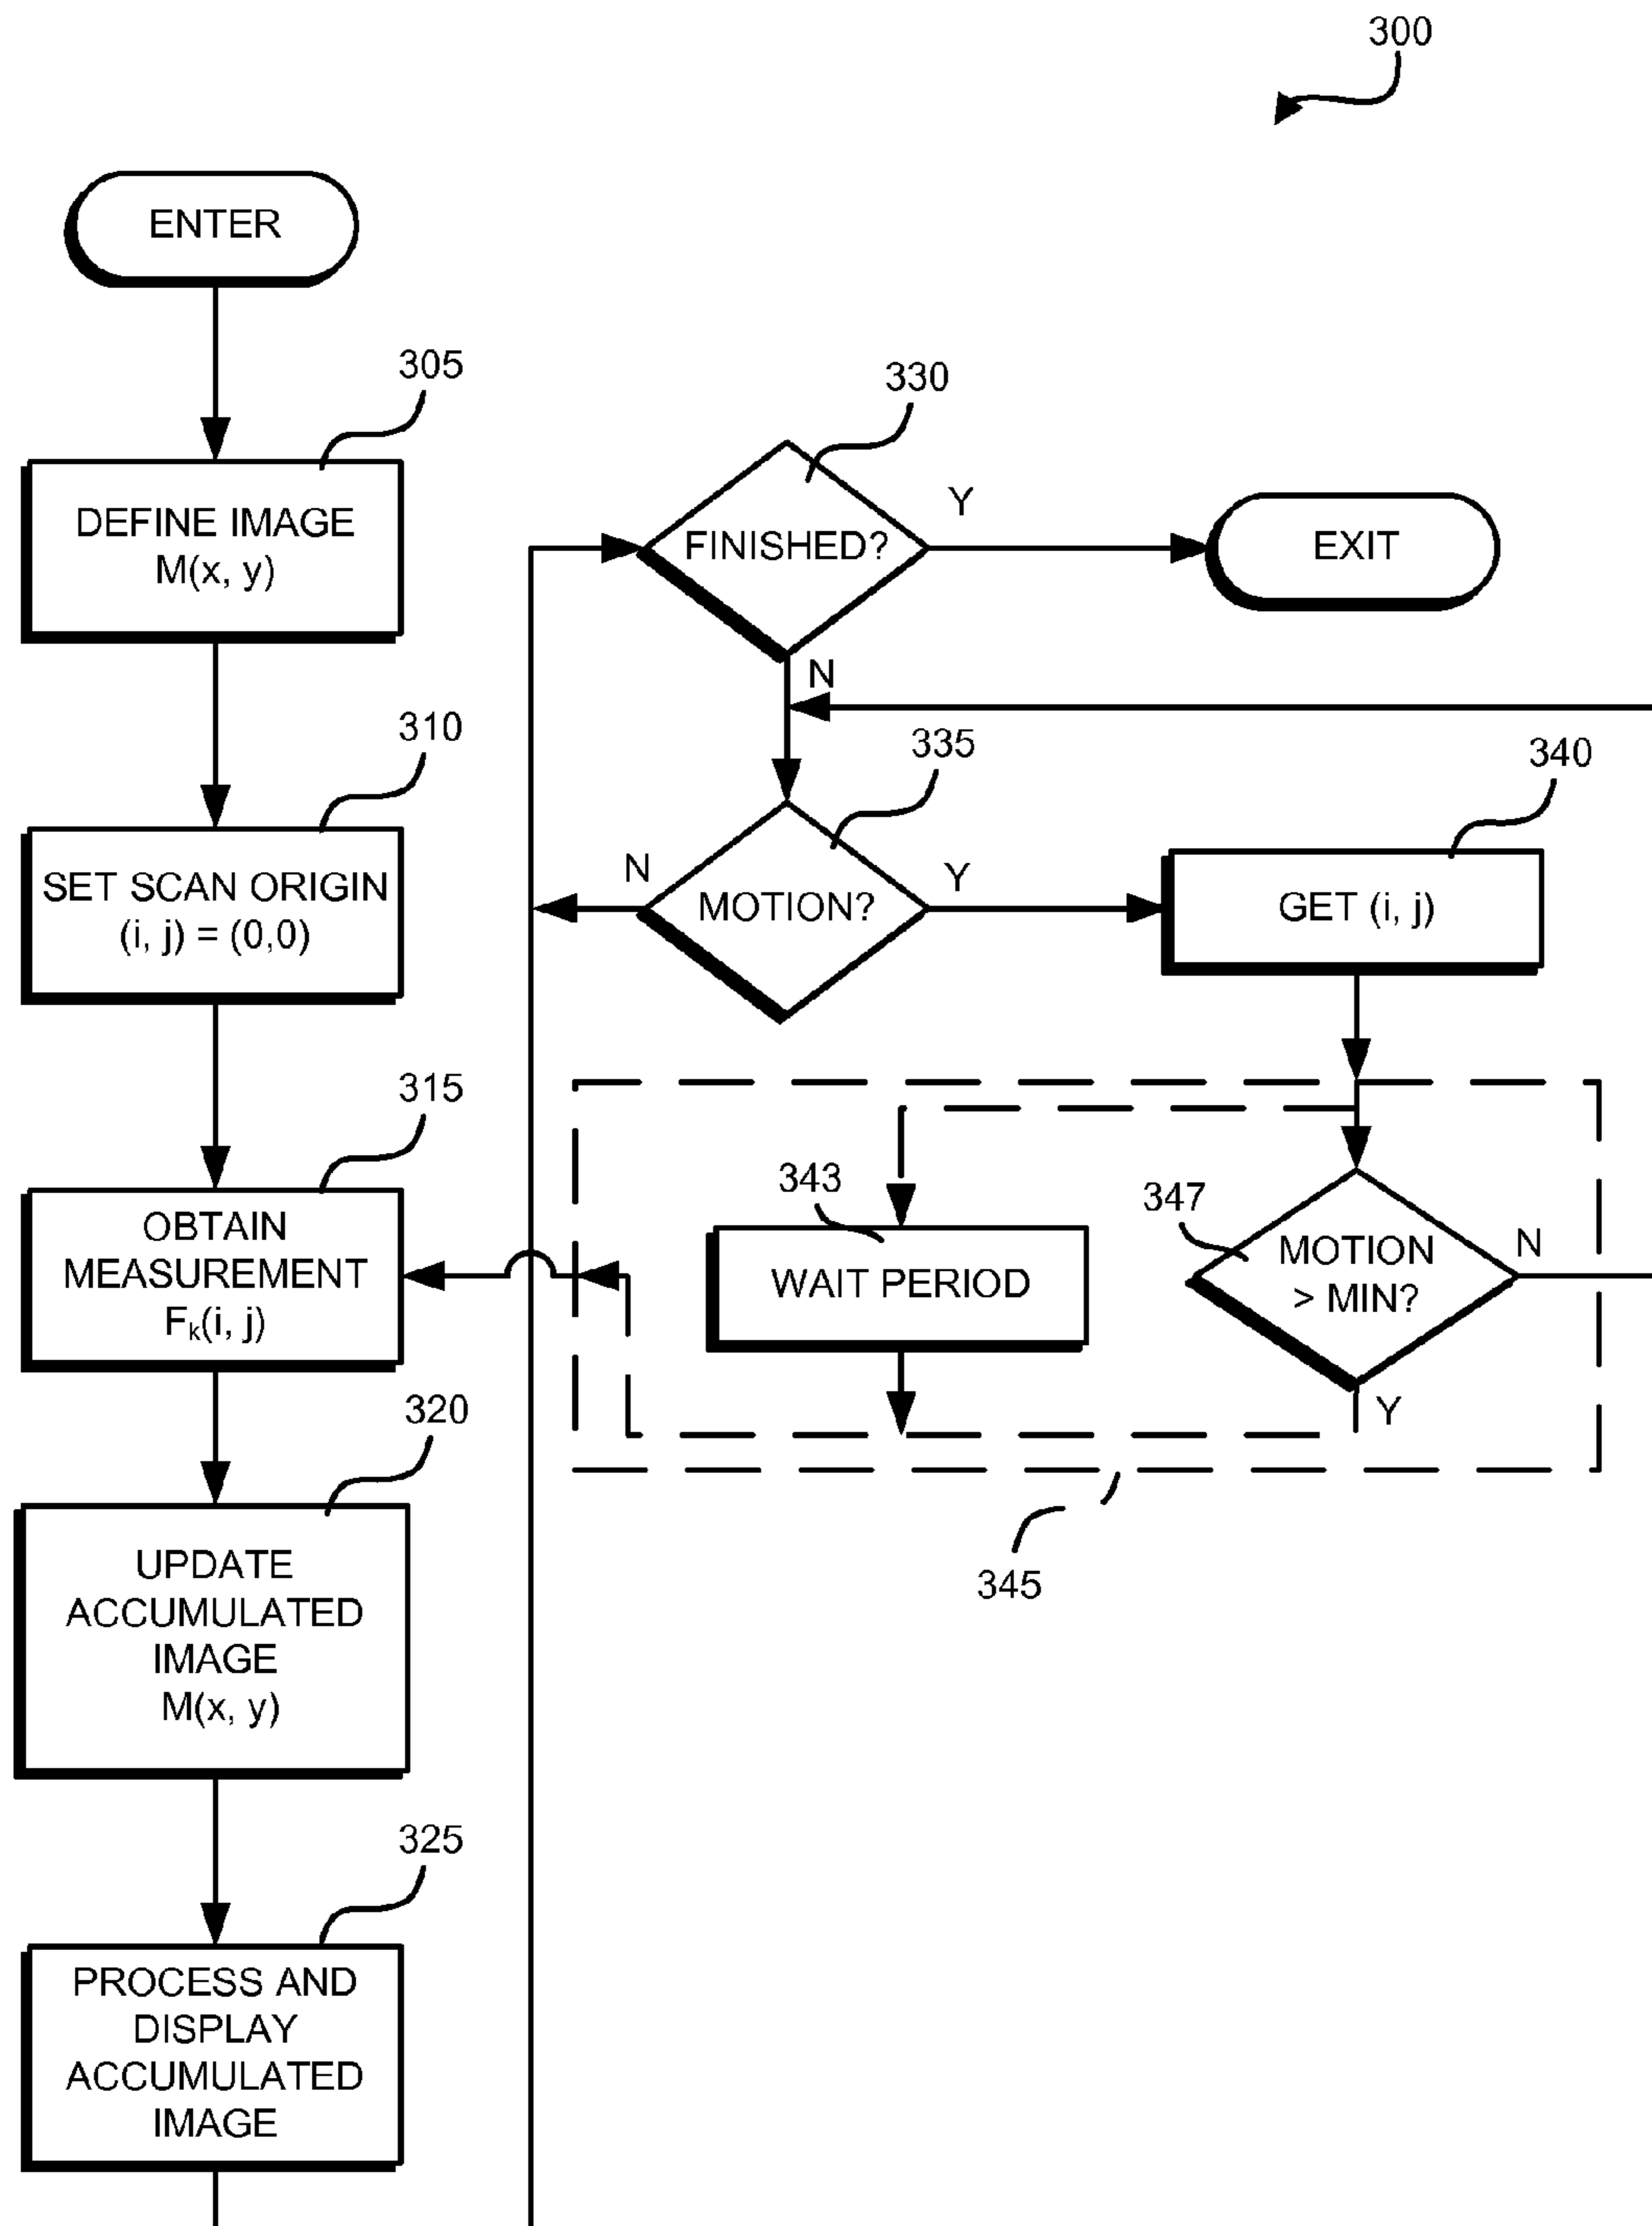 300
ENTER
305
DEFINE IMAGE
M(x, y)
310
SET SCAN ORIGIN
(i, j) = (0,0)
315
OBTAIN
MEASUREMENT
Fk(i, j)
320
UPDATE
ACCUMULATED
IMAGE
M(x, y)
325
PROCESS AND
DISPLAY
ACCUMULATED
IMAGE
330
FINISHED?
Y
EXIT
N
335
MOTION?
N
Y
340
GET (i, j)
343
WAIT PERIOD
347
MOTION
> MIN?
N
Y
345